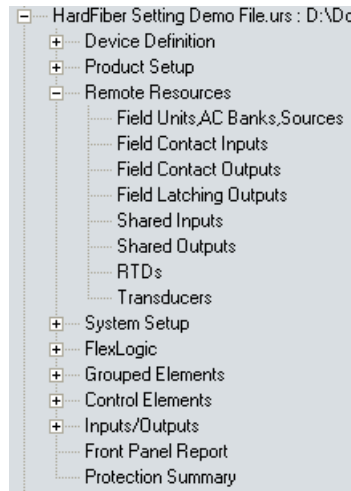 HardFiber Setting Demo File.urs : D:\Do
Device Definition
Product Setup
Remote Resources
Field Units,AC Banks,Sources
Field Contact Inputs
Field Contact Outputs
Field Latching Outputs
Shared Inputs
Shared Outputs
RTDs
Transducers
System Setup
FlexLogic
Grouped Elements
Control Elements
Inputs/Outputs
Front Panel Report
Protection Summary